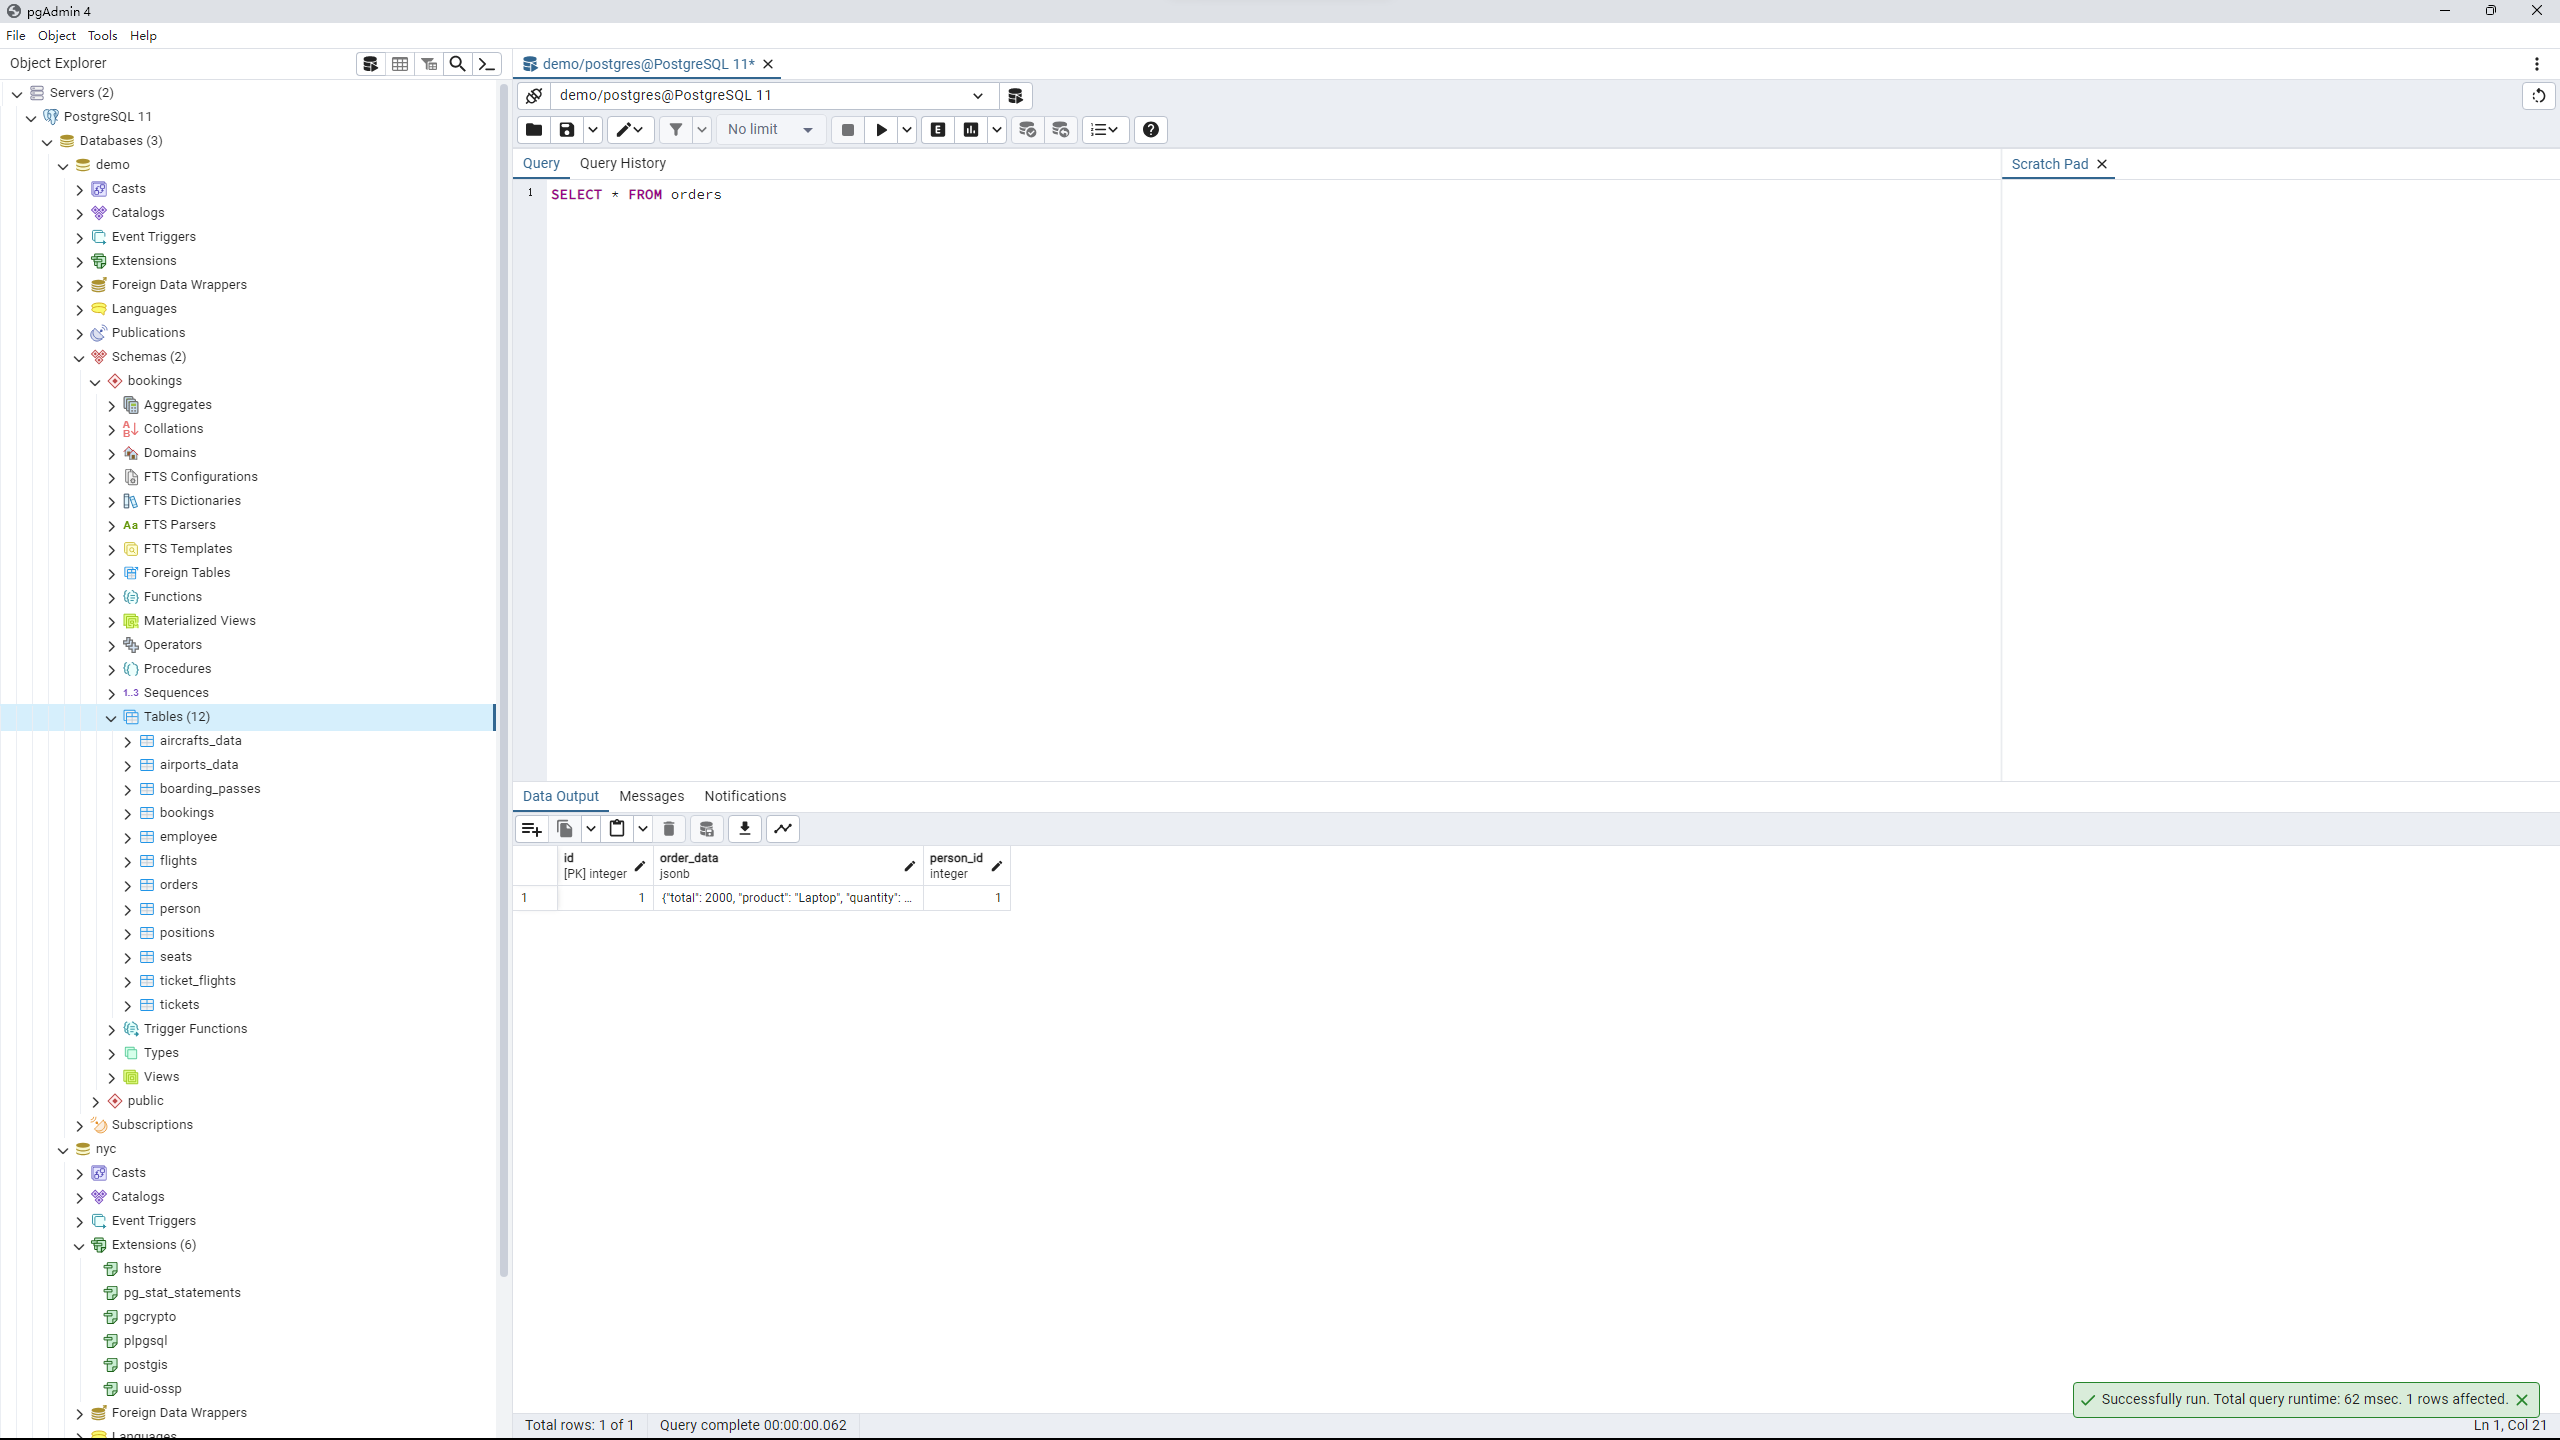 pgAdmin 4
File Object Tools Help
Object Explorer
Servers (2)
PostgreSQL 11
Databases (3)
demo
Casts
Catalogs
Event Triggers
Extensions
Foreign Data Wrappers
Languages
Publications
Schemas (2)
bookings
Aggregates
Collations
Domains
FTS Configurations
FTS Dictionaries
FTS Parsers
FTS Templates
Foreign Tables
Functions
Materialized Views
Operators
Procedures
Sequences
Tables (12)
aircrafts_data
airports_data
boarding_passes
bookings
employee
flights
orders
person
positions
seats
ticket_flights
tickets
Trigger Functions
Types
Views
public
Subscriptions
nyc
Casts
Catalogs
Event Triggers
Extensions (6)
hstore
pg_stat_statements
pgcrypto
plpgsql
postgis
uuid-ossp
Foreign Data Wrappers
Languages
demo/postgres@PostgreSQL 11*
demo/postgres@PostgreSQL 11
No limit
Query Query History
Scratch Pad
1 SELECT * FROM orders
Data Output Messages Notifications
id order_data person_id
[PK] integer jsonb integer
1 1 {"total": 2000, "product": "Laptop", "quantity": ... 1
Successfully run. Total query runtime: 62 msec. 1 rows affected.
Total rows: 1 of 1 Query complete 00:00:00.062 Ln 1, Col 21